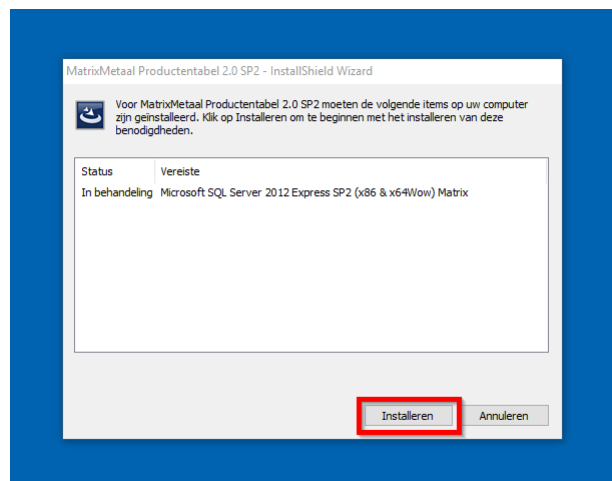 MatrixMetaal Productentabel 2.0 SP2 - InstallShield Wizard
Voor MatrixMetaal Productentabel 2.0 SP2 moeten de volgende items op uw computer
zijn geïnstalleerd. Klik op Installeren om te beginnen met het installeren van deze
benodigdheden.
Status Vereiste
In behandeling Microsoft SQL Server 2012 Express SP2 (x86 & x64Wow) Matrix
Installeren Annuleren